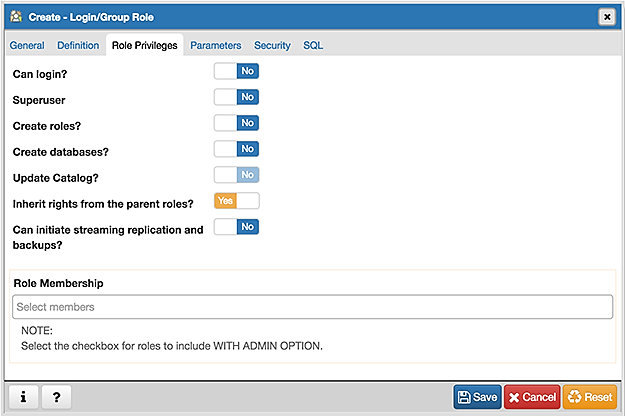 Create - Login/Group Role
General Definition Role Privileges Parameters Security SQL
Can login? No
Superuser No
Create roles? No
Create databases? No
Update Catalog? No
Inherit rights from the parent roles? Yes
Can initiate streaming replication and No
backups?
Role Membership
Select members
NOTE:
Select the checkbox for roles to include WITH ADMIN OPTION.
i ? Save Cancel Reset